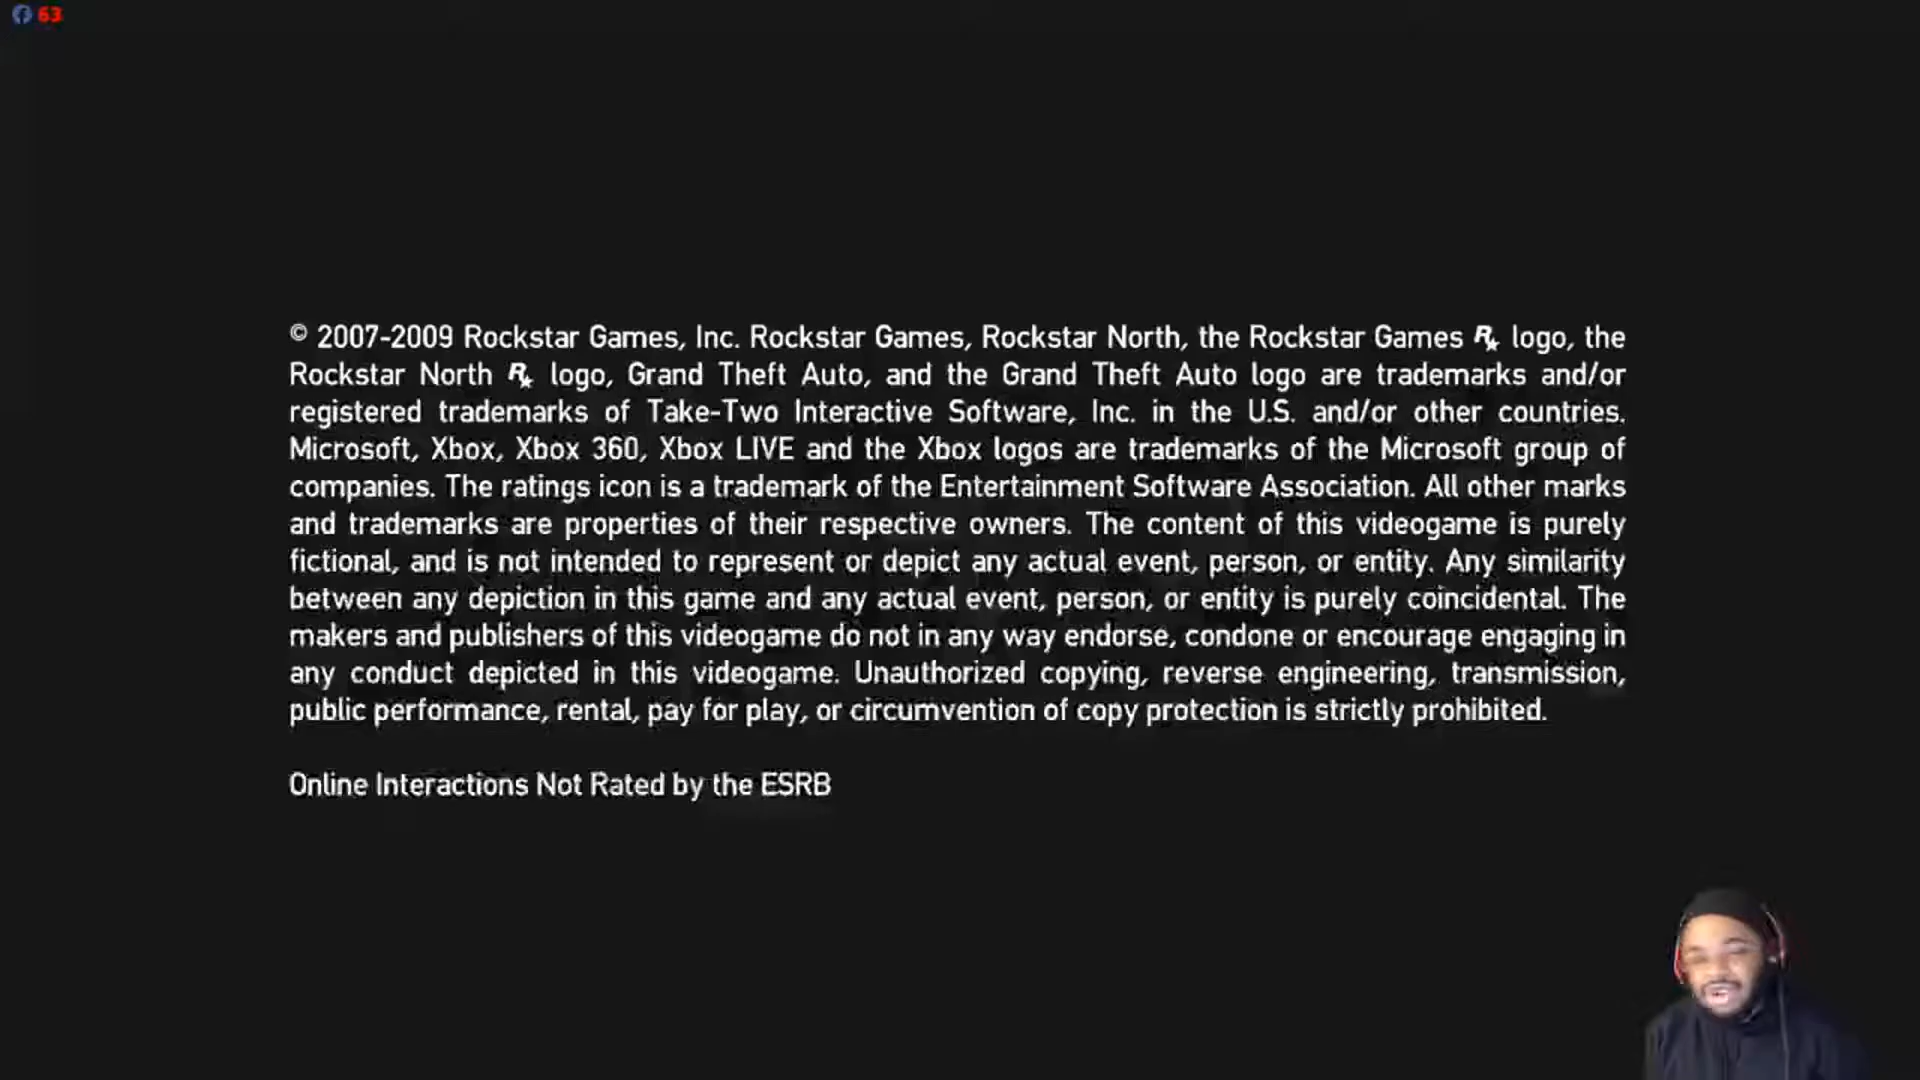 63
© 2007-2009 Rockstar Games, Inc. Rockstar Games, Rockstar North, the Rockstar Games R logo, the
Rockstar North R logo, Grand Theft Auto, and the Grand Theft Auto logo are trademarks and/or
registered trademarks of Take-Two Interactive Software, Inc. in the U.S. and/or other countries.
Microsoft, Xbox, Xbox 360, Xbox LIVE and the Xbox logos are trademarks of the Microsoft group of
companies. The ratings icon is a trademark of the Entertainment Software Association. All other marks
and trademarks are properties of their respective owners. The content of this videogame is purely
fictional, and is not intended to represent or depict any actual event, person, or entity. Any similarity
between any depiction in this game and any actual event, person, or entity is purely coincidental. The
makers and publishers of this videogame do not in any way endorse, condone or encourage engaging in
any conduct depicted in this videogame. Unauthorized copying, reverse engineering, transmission,
public performance, rental, pay for play, or circumvention of copy protection is strictly prohibited.
Online Interactions Not Rated by the ESRB